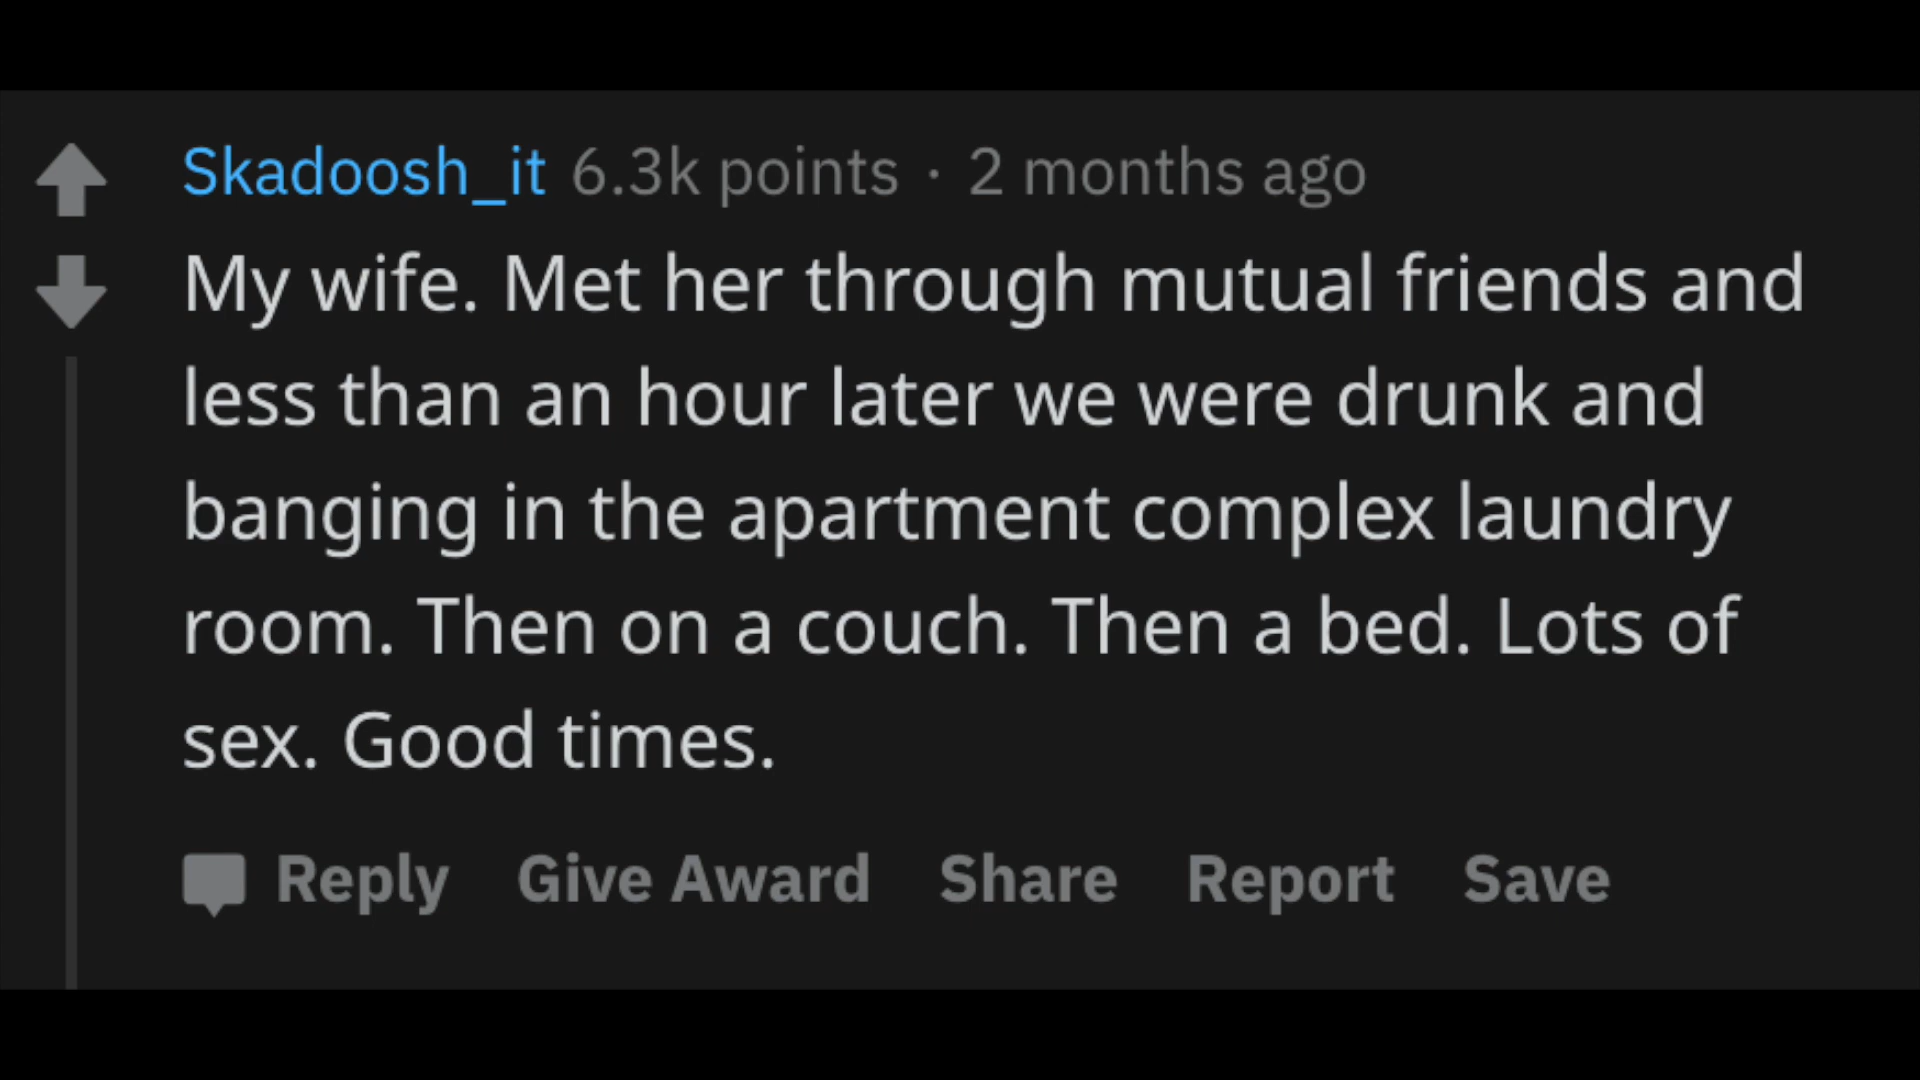 Skadoosh_it 6.3k points · 2 months ago
My wife. Met her through mutual friends and
less than an hour later we were drunk and
banging in the apartment complex laundry
room. Then on a couch. Then a bed. Lots of
sex. Good times.
Reply Give Award Share Report Save